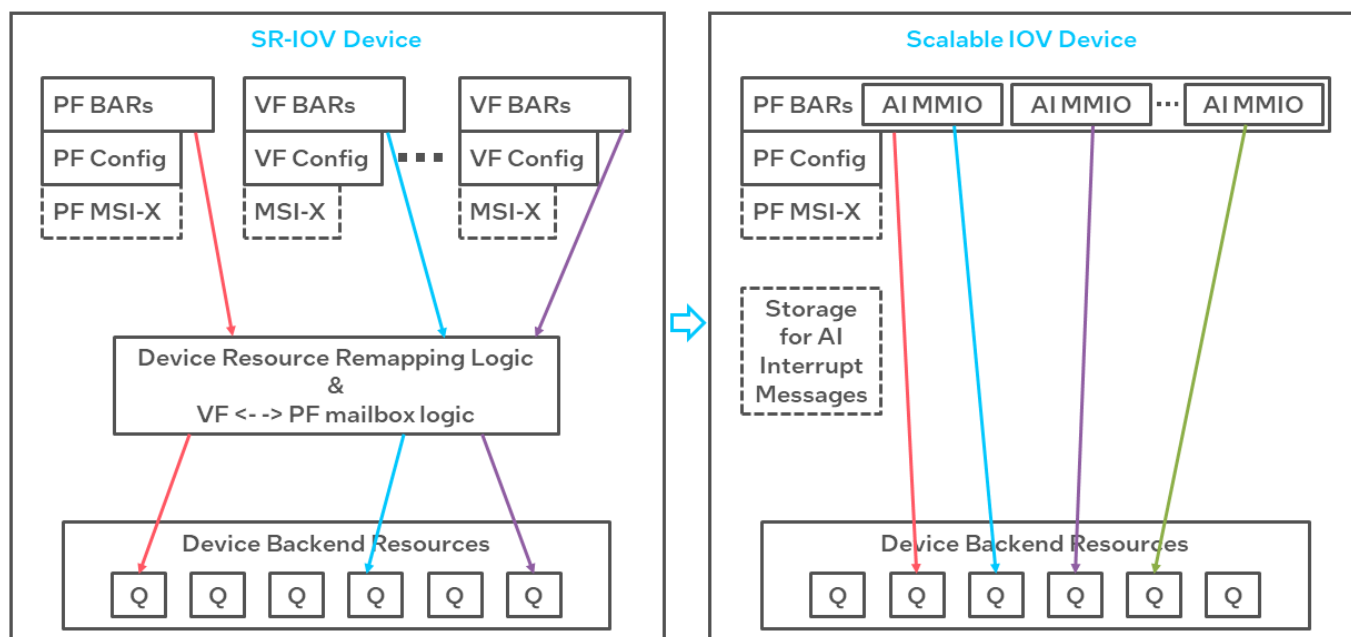 SR-IOV Device
PF BARs
VF BARs
VF BARs
PF Config
VF Config
VF Config
PF MSI-X
MSI-X
MSI-X
Device Resource Remapping Logic
&
VF <- -> PF mailbox logic
Device Backend Resources
Q Q Q Q Q Q
Scalable IOV Device
PF BARs
AI MMIO
AI MMIO
AI MMIO
PF Config
PF MSI-X
Storage
for AI
Interrupt
Messages
Device Backend Resources
Q Q Q Q Q Q